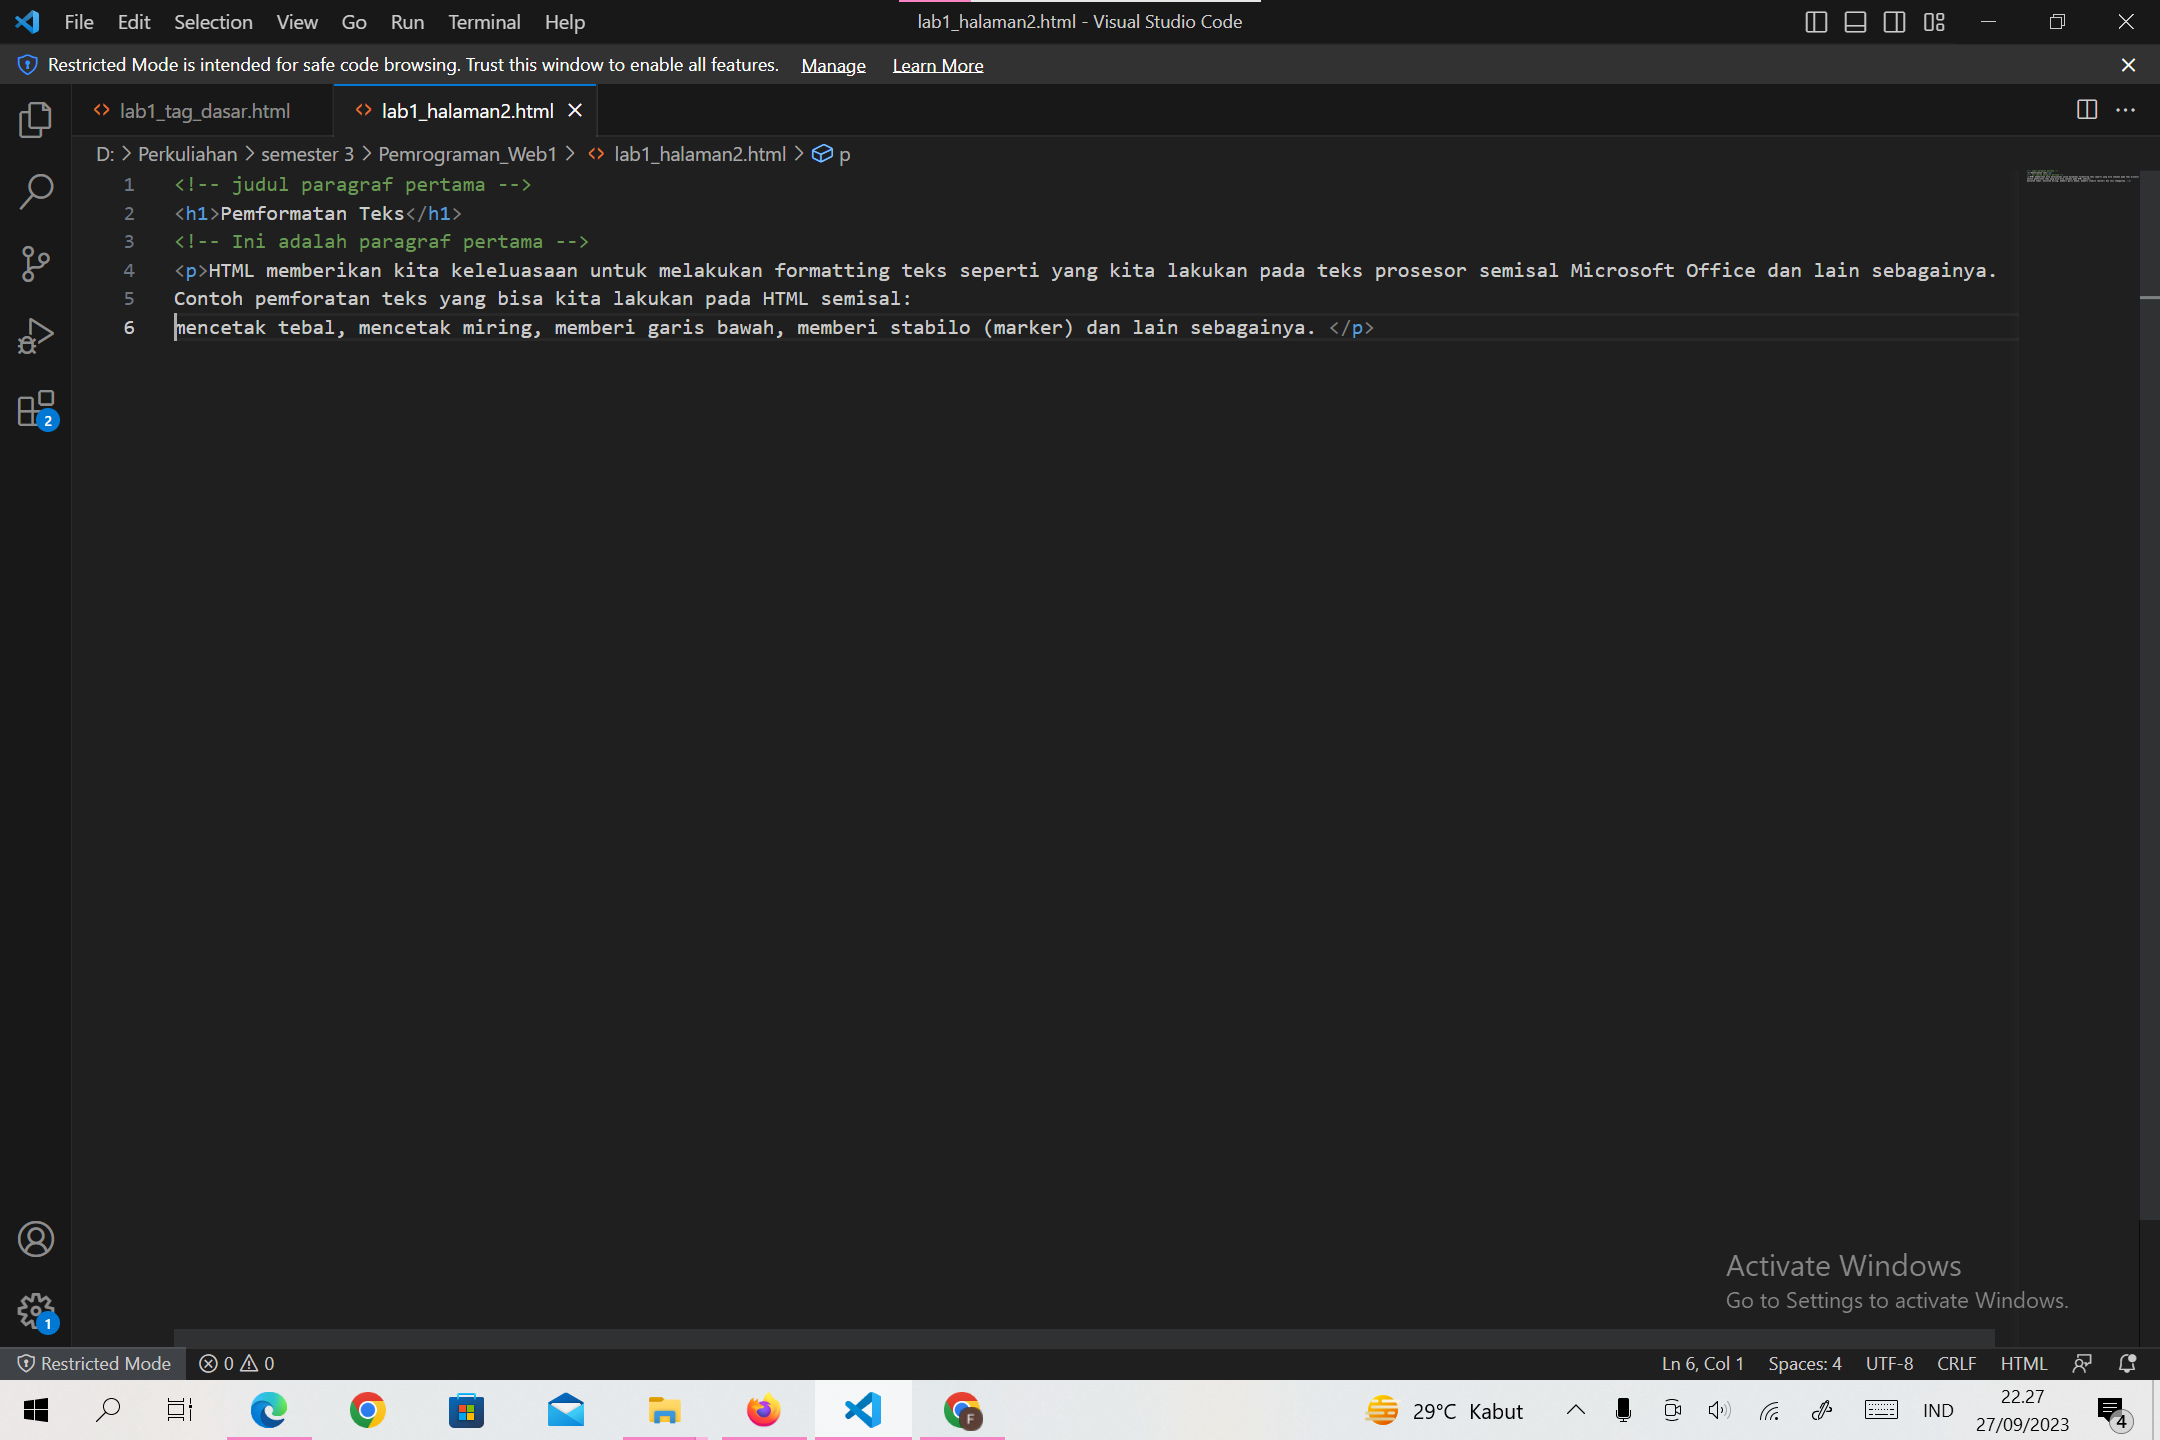 File Edit Selection View Go Run Terminal Help lab1_halaman2.html - Visual Studio Code
Restricted Mode is intended for safe code browsing. Trust this window to enable all features. Manage Learn More
lab1_tag_dasar.html lab1_halaman2.html
D: > Perkuliahan > semester 3 > Pemrograman_Web1 > lab1_halaman2.html > p
1 <!-- judul paragraf pertama -->
2 <h1>Pemformatan Teks</h1>
3 <!-- Ini adalah paragraf pertama -->
4 <p>HTML memberikan kita keleluasaan untuk melakukan formatting teks seperti yang kita lakukan pada teks prosesor semisal Microsoft Office dan lain sebagainya.
5 Contoh pemforatan teks yang bisa kita lakukan pada HTML semisal:
6 mencetak tebal, mencetak miring, memberi garis bawah, memberi stabilo (marker) dan lain sebagainya. </p>
2
Activate Windows
Go to Settings to activate Windows.
1
Restricted Mode 0 0 Ln 6, Col 1 Spaces: 4 UTF-8 CRLF HTML
F 29°C Kabut IND 22.27
27/09/2023 4